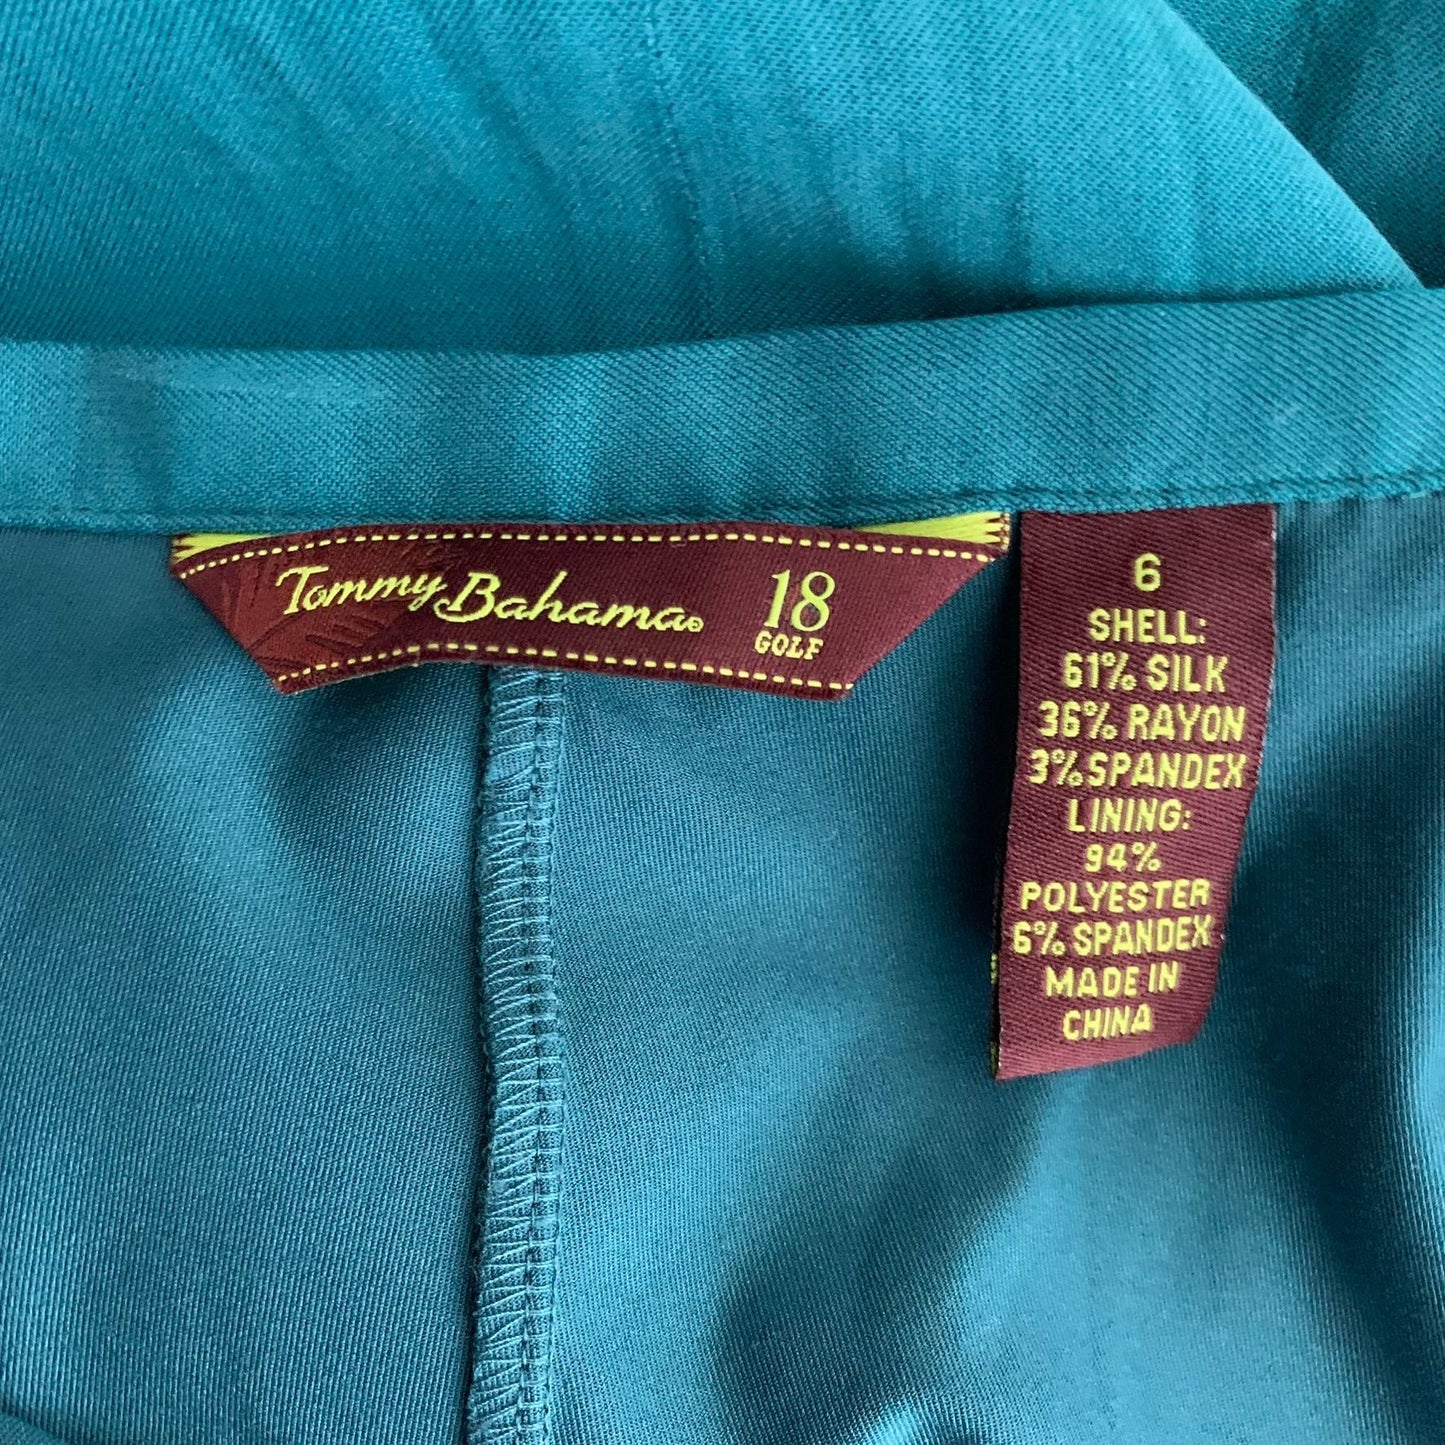 Tommy Bahama®
18
GOLF
6
SHELL:
61% SILK
36% RAYON
3% SPANDEX
LINING:
94%
POLYESTER
6% SPANDEX
MADE IN
CHINA